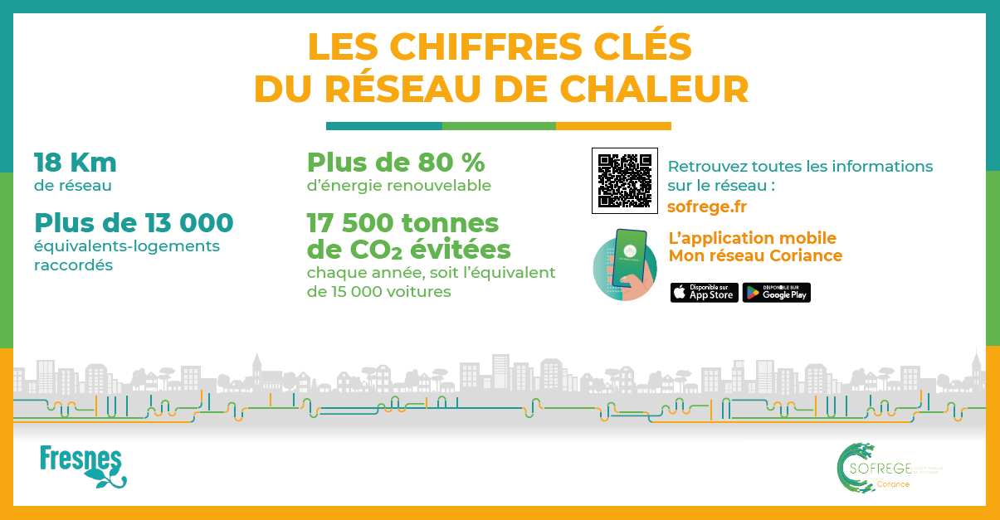 LES CHIFFRES CLÉS
DU RÉSEAU DE CHALEUR
18 Km
de réseau
Plus de 13 000
équivalents-logements
raccordés
Plus de 80 %
d'énergie renouvelable
17 500 tonnes
de CO₂ évitées
chaque année, soit l'équivalent
de 15 000 voitures
Retrouvez toutes les informations
sur le réseau :
sofrege.fr
L'application mobile
Mon réseau Coriance
Disponible sur
App Store
DISPONIBLE SUR
Google Play
Fresnes
SOFREGE
Coriance